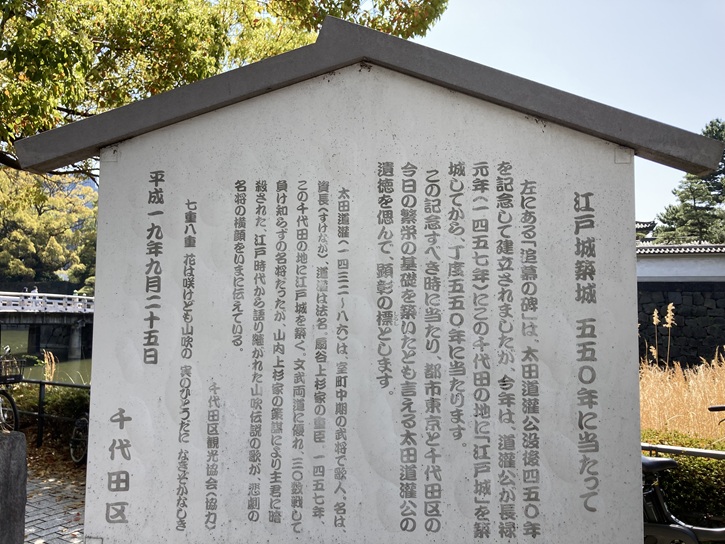 江戸城築城 五五〇年に当たって
左にある「追慕の碑」は、太田道灌公没後四五〇年
を記念して建立されましたが、今年は、道灌公が長禄
元年（一四五七年）にこの千代田の地に「江戸城」を築
城してから、丁度五五〇年に当たります。
この記念すべき時に当たり、都市東京と千代田区の
今日の繁栄の基礎を築いたとも言える太田道灌公の
遺徳を偲んで、顕彰の標とします。
しるし
太田道灌（一四三二～八六）は、室町中期の武将で歌人、名は、
資長（すけなが）道灌は法名。扇谷上杉家の重臣 一四五七年、
この千代田の地に江戸城を築く。文武両道に優れ、三〇数戦して
負け知らずの名将だったが、山内上杉家の策謀により主君に暗
殺された。江戸時代から語り継がれた山吹伝説の歌が、悲劇の
名将の横顔をいまに伝えている。
千代田区観光協会（協力）
七重八重 花は咲けども山吹の 実のひとつだに なきぞかなしき
平成一九年九月二十五日
千代田区